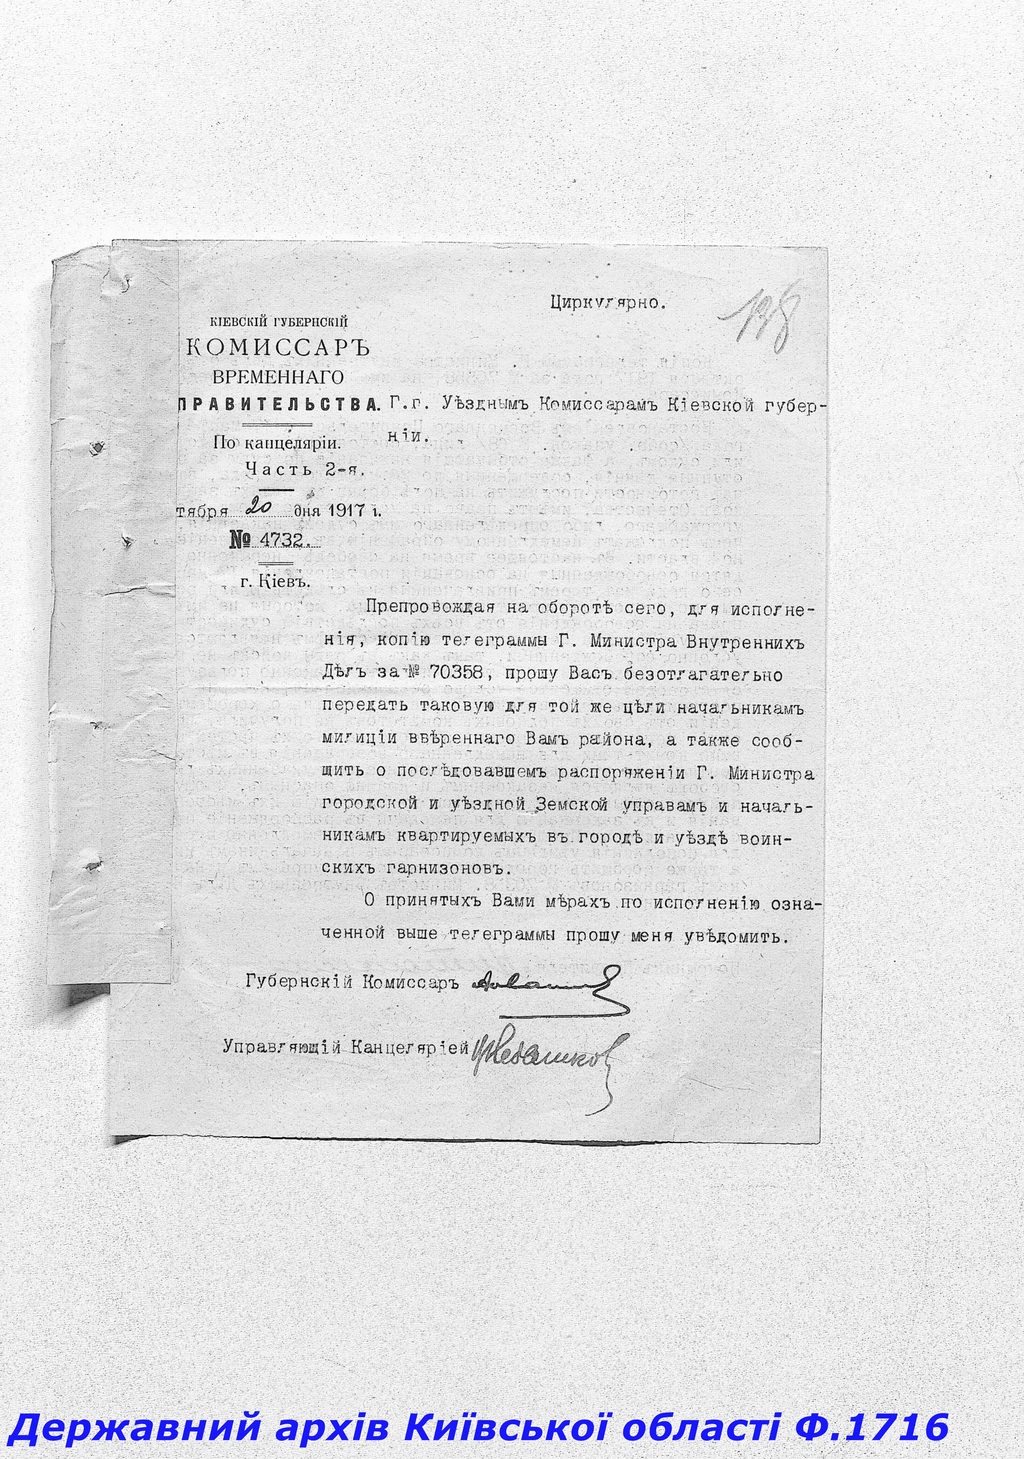 Циркулярно.
138
КІЕВСКІЙ ГУБЕРНСКІЙ
КОМИССАРЪ
ВРЕМЕННАГО
ПРАВИТЕЛЬСТВА.
Г.г. Уѣзднымъ Комиссарамъ Кіевской губер-
ніи.
По канцеляріи.
Часть 2-я.
тября 20 дня 1917 г.
№ 4732.
г. Кіевъ.
Препровождая на оборотѣ сего, для исполне-
нія, копію телеграммы Г. Министра Внутреннихъ
Дѣлъ за № 70358, прошу Васъ безотлагательно
передать таковую для той же цѣли начальникамъ
милиціи ввѣреннаго Вамъ района, а также сооб-
щить о послѣдовавшемъ распоряженіи Г. Министра
городской и уѣздной Земской управамъ и началь-
никамъ квартируемыхъ въ городѣ и уѣздѣ воин-
скихъ гарнизоновъ.
О принятыхъ Вами мѣрахъ по исполненію озна-
ченной выше телеграммы прошу меня увѣдомить.
Губернскій Комиссаръ
Управляющій Канцеляріей
Державний архів Київської області Ф.1716